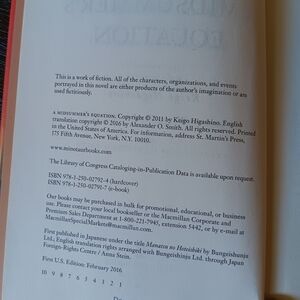 MIDSUMMER'S
EQUATION
This is a work of fiction. All of the characters, organizations, and events
portrayed in this novel are either products of the author's imagination or are
used fictitiously.
A MIDSUMMER'S EQUATION. Copyright © 2011 by Keigo Higashino. English
translation copyright © 2016 by Alexander O. Smith. All rights reserved. Printed
in the United States of America. For information, address St. Martin's Press,
175 Fifth Avenue, New York, N.Y. 10010.
www.minotaurbooks.com
The Library of Congress Cataloging-in-Publication Data is available upon request.
ISBN 978-1-250-02792-4 (hardcover)
ISBN 978-1-250-02791-7 (e-book)
Our books may be purchased in bulk for promotional, educational, or business
use. Please contact your local bookseller or the Macmillan Corporate and
Premium Sales Department at 1-800-221-7945, extension 5442, or by e-mail at
MacmillanSpecialMarkets@macmillan.com.
First published in Japanese under the title Manatsu no Hoteishiki by Bungeishunju
Ltd.; English translation rights arranged with Bungeishunju Ltd. through Japan
Foreign-Rights Centre / Anna Stein.
First U.S. Edition: February 2016
10 9 8 7 6 5 4 3 2 1